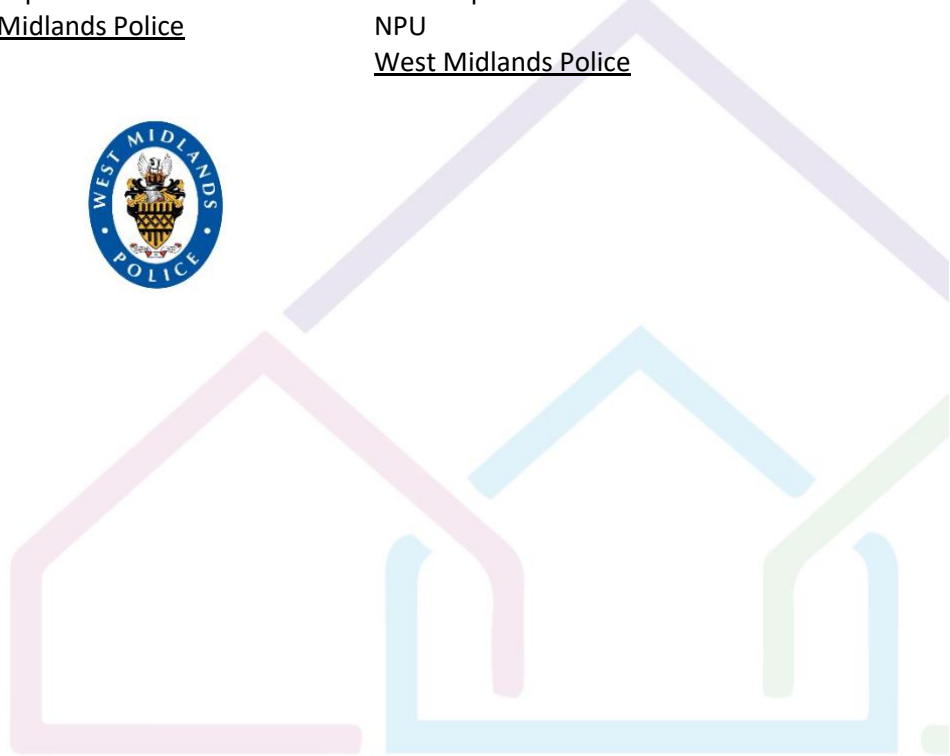 Midlands Police
NPU
West Midlands Police
WEST MIDLANDS
POLICE